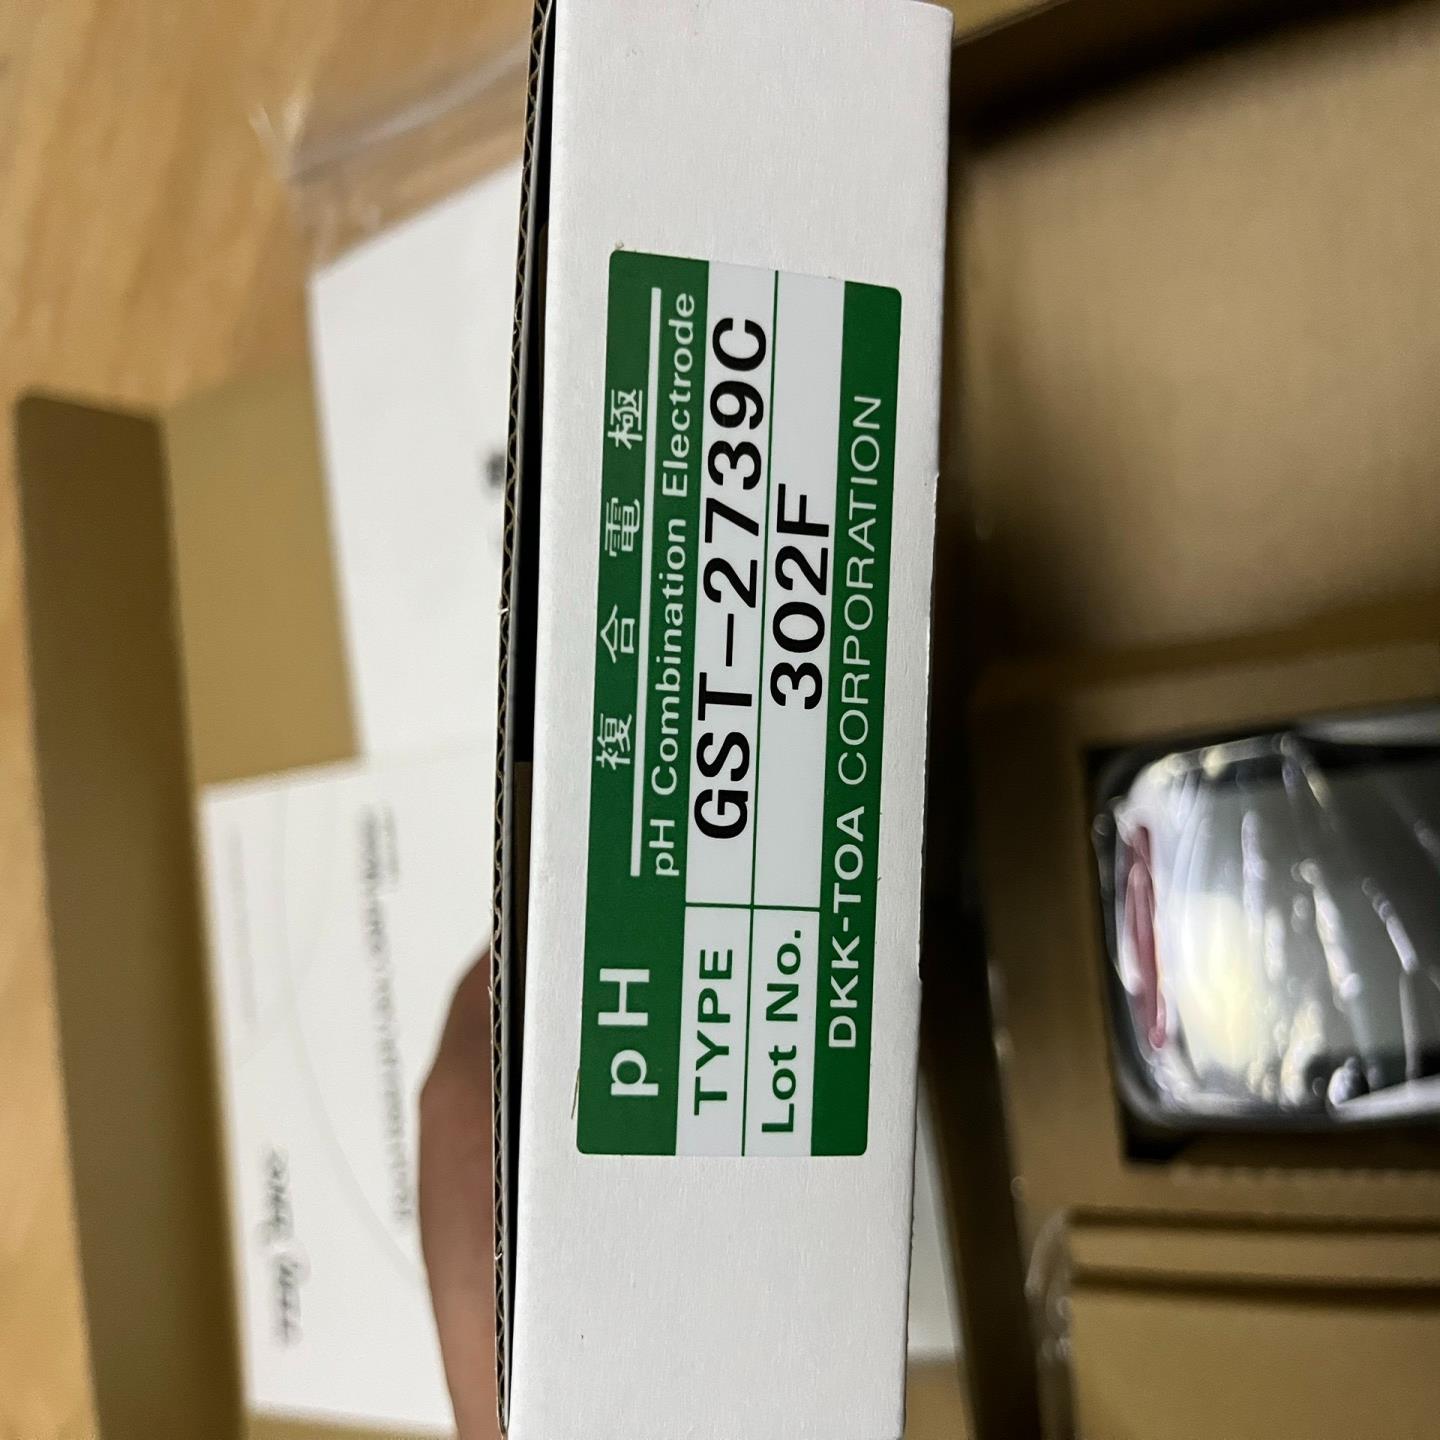 pH 複合電極
pH Combination Electrode
TYPE GST-2739C
Lot No. 302F
DKK-TOA CORPORATION